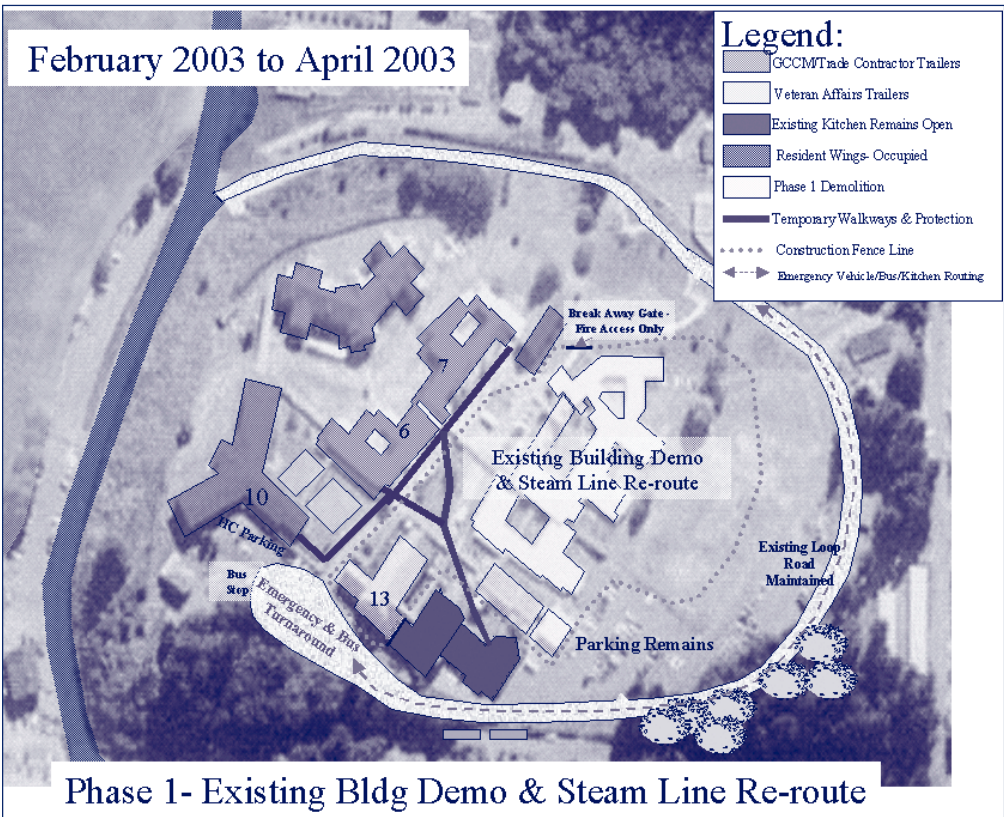 February 2003 to April 2003
Legend:
GCCM/Trade Contractor Trailers
Veteran Affairs Trailers
Existing Kitchen Remains Open
Resident Wings- Occupied
Phase 1 Demolition
Temporary Walkways & Protection
Construction Fence Line
Emergency Vehicle/Bus/Kitchen Routing
Break Away Gate -
Fire Access Only
7
6
Existing Building Demo
& Steam Line Re-route
10
HC Parking
Existing Loop
Road
Maintained
Bus
Stop
13
Emergency & Bus
Turnaround
Parking Remains
Phase 1- Existing Bldg Demo & Steam Line Re-route